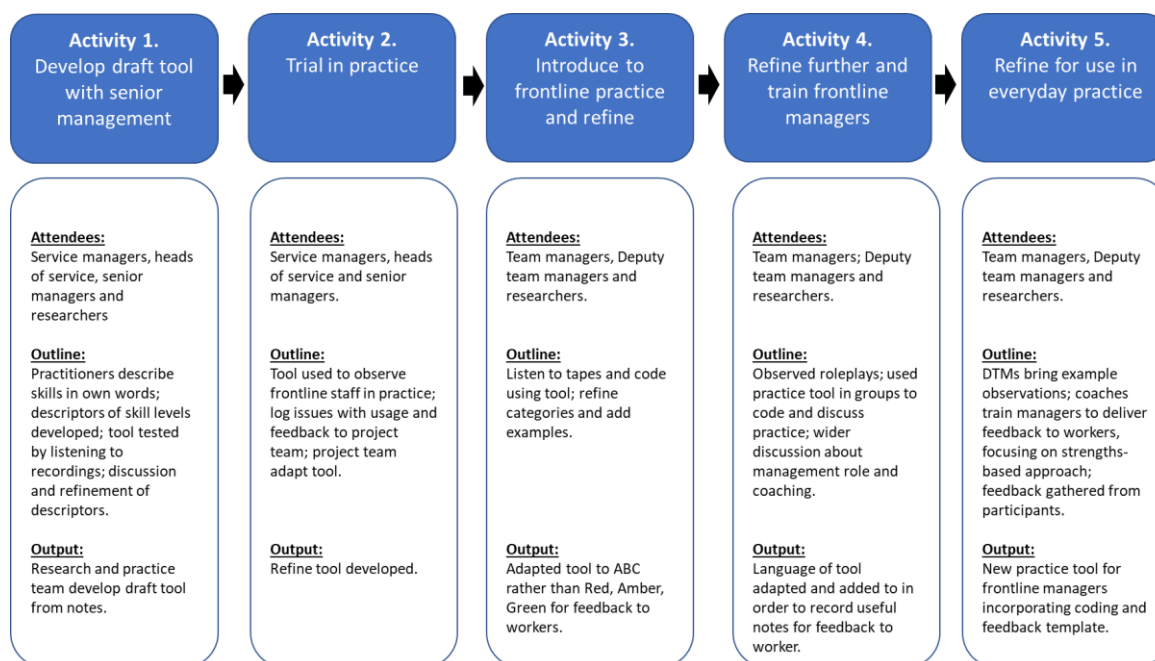 Activity 1.
Develop draft tool
with senior
management
Activity 2.
Trial in practice
Activity 3.
Introduce to
frontline practice
and refine
Activity 4.
Refine further and
train frontline
managers
Activity 5.
Refine for use in
everyday practice
Attendees:
Service managers, heads
of service, senior
managers and
researchers
Outline:
Practitioners describe
skills in own words;
descriptors of skill levels
developed; tool tested
by listening to
recordings; discussion
and refinement of
descriptors.
Output:
Research and practice
team develop draft tool
from notes.
Attendees:
Service managers, heads
of service and senior
managers.
Outline:
Tool used to observe
frontline staff in practice;
log issues with usage and
feedback to project
team; project team
adapt tool.
Output:
Refine tool developed.
Attendees:
Team managers, Deputy
team managers and
researchers.
Outline:
Listen to tapes and code
using tool; refine
categories and add
examples.
Output:
Adapted tool to ABC
rather than Red, Amber,
Green for feedback to
workers.
Attendees:
Team managers; Deputy
team managers and
researchers.
Outline:
Observed roleplays; used
practice tool in groups to
code and discuss
practice; wider
discussion about
management role and
coaching.
Output:
Language of tool
adapted and added to in
order to record useful
notes for feedback to
worker.
Attendees:
Team managers, Deputy
team managers and
researchers.
Outline:
DTMs bring example
observations; coaches
train managers to deliver
feedback to workers,
focusing on strengths-
based approach;
feedback gathered from
participants.
Output:
New practice tool for
frontline managers
incorporating coding and
feedback template.